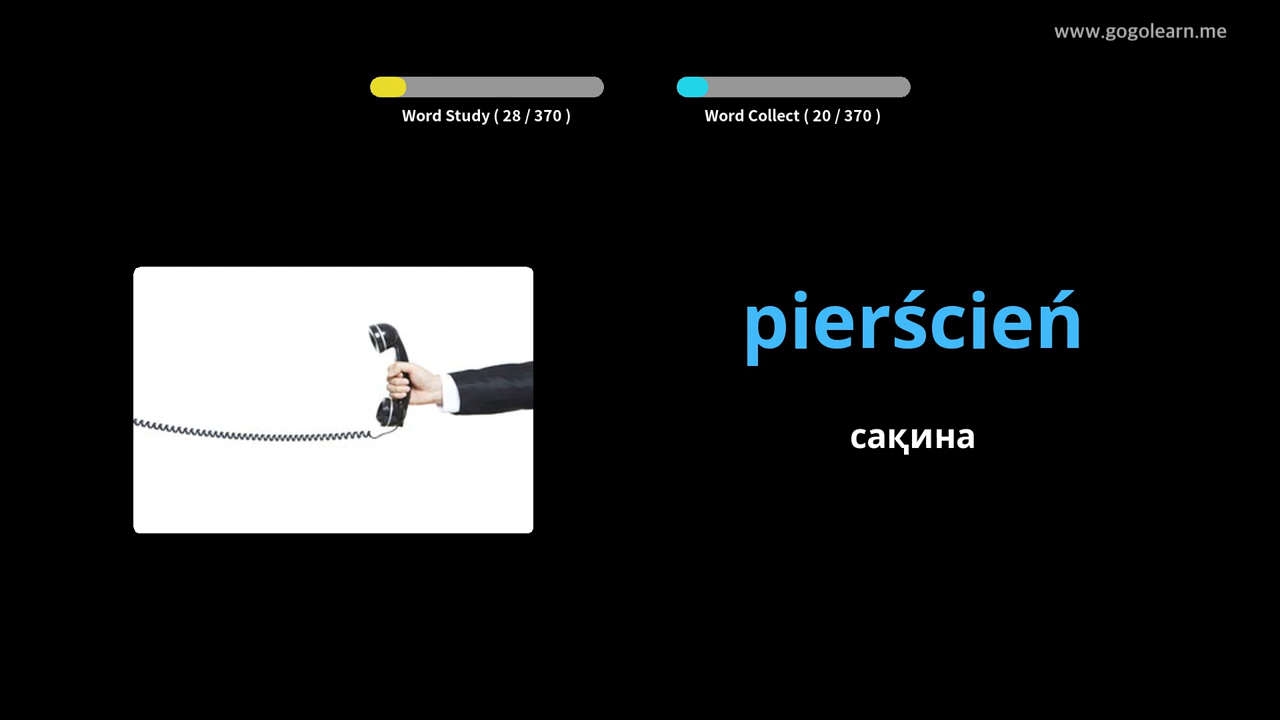 www.gogolearn.me
Word Study ( 28 / 370 )
Word Collect ( 20 / 370 )
pierścień
сақина